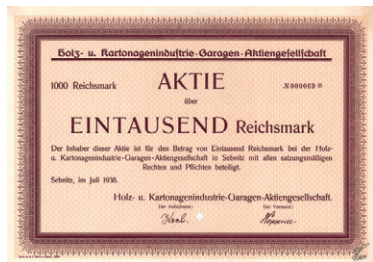 Holz- u. Kartonagenindustrie-Garagen-Aktiengesellschaft
1000 Reichsmark
AKTIE
№000069
über
EINTAUSEND Reichsmark
Der Inhaber dieser Aktie ist für den Betrag von Eintausend Reichsmark bei der Holz-
u. Kartonagenindustrie-Garagen-Aktiengesellschaft in Sebnitz mit allen satzungsmäßigen
Rechten und Pflichten beteiligt.
Sebnitz, im Juli 1938.
Holz- u. Kartonagenindustrie-Garagen-Aktiengesellschaft.
Der Aufsichtsrat: Der Vorstand: